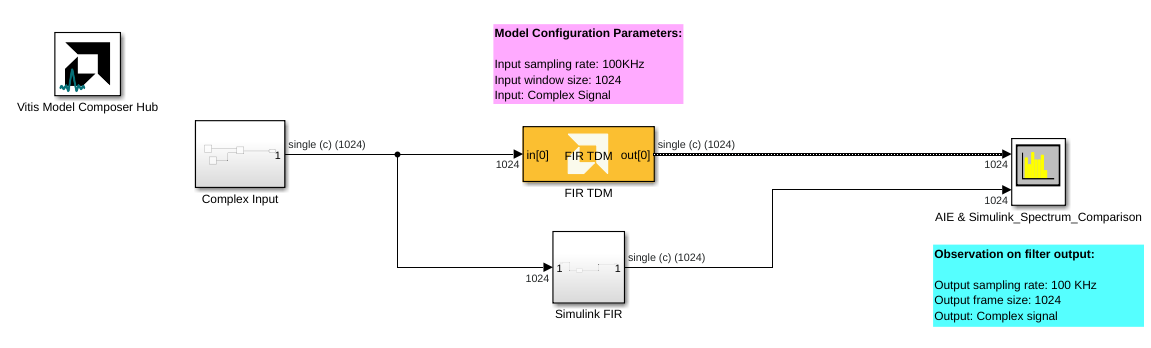 Model Configuration Parameters:
Input sampling rate: 100KHz
Input window size: 1024
Input: Complex Signal
Vitis Model Composer Hub
1
single (c) (1024)
Complex Input
1024
in[0]
FIR TDM
out[0]
single (c) (1024)
FIR TDM
1024
1024
AIE & Simulink_Spectrum_Comparison
1024
1
1
single (c) (1024)
Simulink FIR
Observation on filter output:
Output sampling rate: 100 KHz
Output frame size: 1024
Output: Complex signal